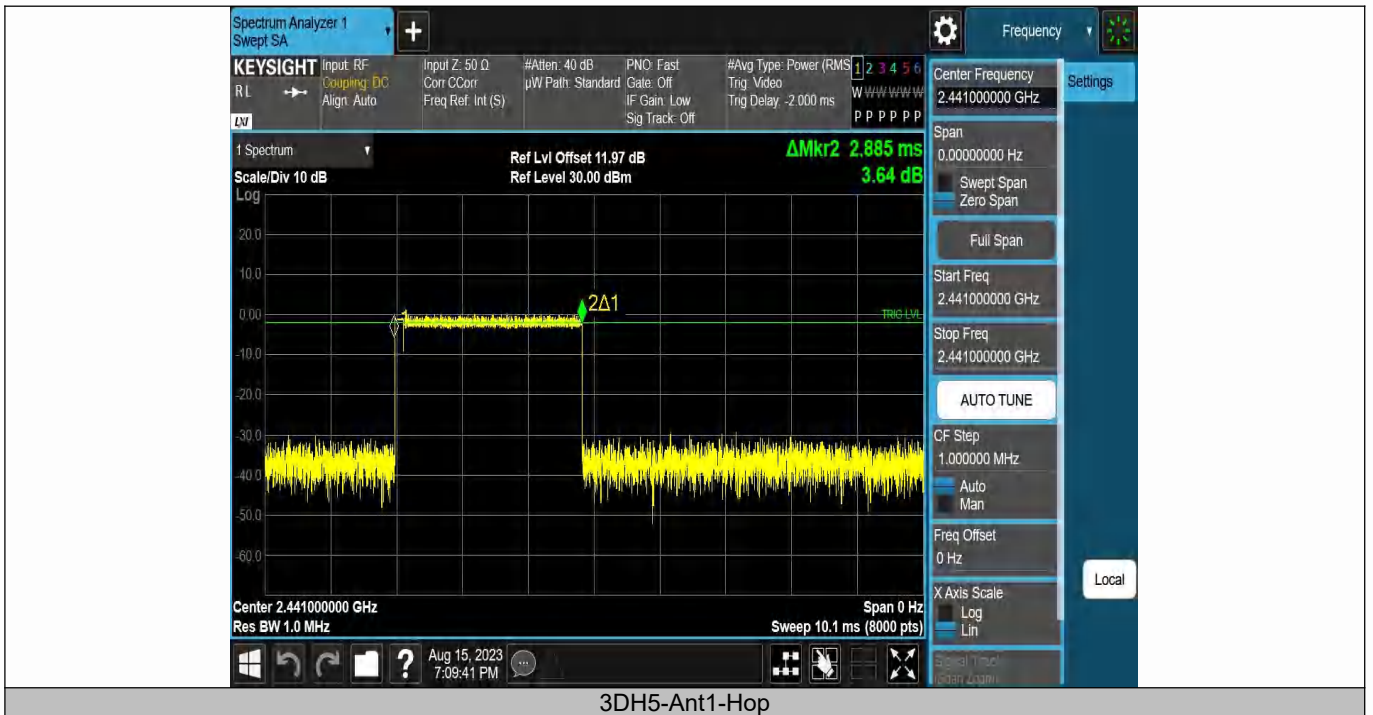 Spectrum Analyzer 1
Swept SA
Frequency
KEYSIGHT
RL
LXI
Input: RF
Coupling: DC
Align: Auto
Input Z: 50 Ω
Corr CCorr
Freq Ref: Int (S)
#Atten: 40 dB
µW Path: Standard
PNO: Fast
Gate: Off
IF Gain: Low
Sig Track: Off
#Avg Type: Power (RMS
Trig: Video
Trig Delay: -2.000 ms
1 2 3 4 5 6
W W W W W W
P P P P P P
1 Spectrum
Scale/Div 10 dB
Log
Ref Lvl Offset 11.97 dB
Ref Level 30.00 dBm
ΔMkr2 2.885 ms
3.64 dB
20.0
10.0
0.00
-10.0
-20.0
-30.0
-40.0
-50.0
-60.0
1
2Δ1
TRIG LVL
Center 2.441000000 GHz
Res BW 1.0 MHz
Span 0 Hz
Sweep 10.1 ms (8000 pts)
Aug 15, 2023
7:09:41 PM
Center Frequency
2.441000000 GHz
Settings
Span
0.00000000 Hz
Swept Span
Zero Span
Full Span
Start Freq
2.441000000 GHz
Stop Freq
2.441000000 GHz
AUTO TUNE
CF Step
1.000000 MHz
Auto
Man
Freq Offset
0 Hz
X Axis Scale
Log
Lin
Signal Track
(Span Zoom)
Local
3DH5-Ant1-Hop